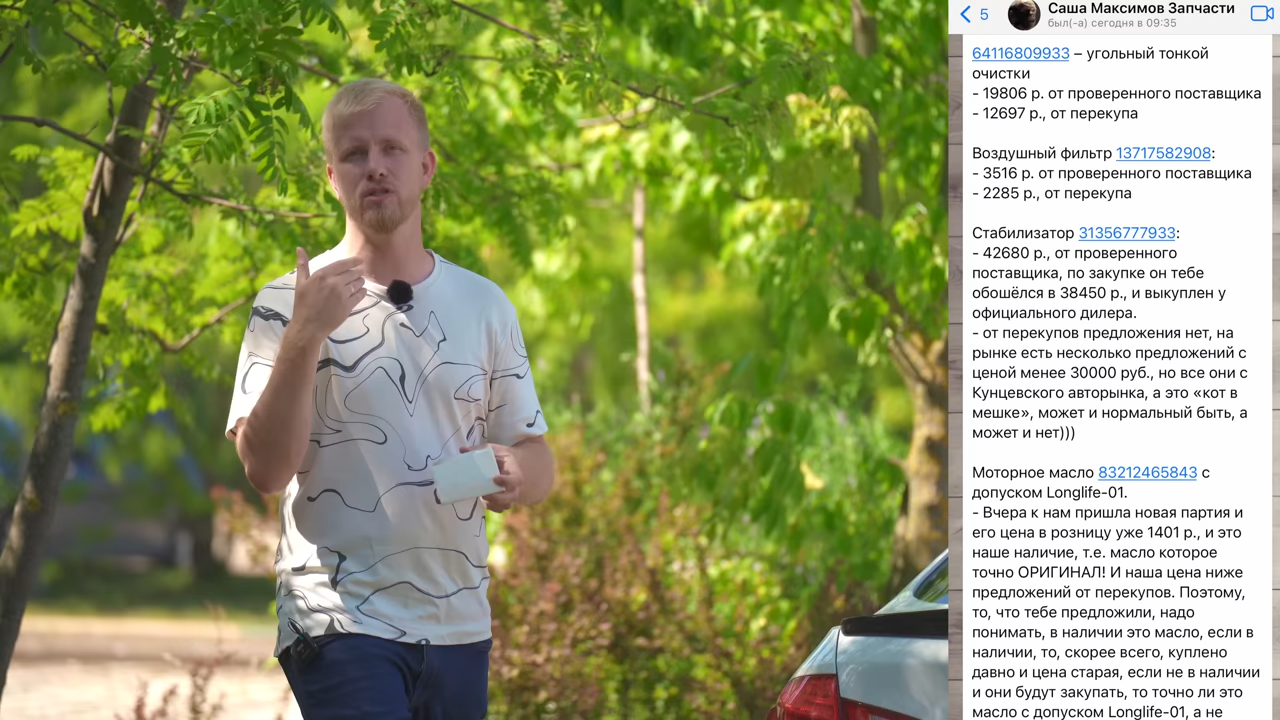 5
Саша Максимов Запчасти
был(-а) сегодня в 09:35
64116809933 – угольный тонкой
очистки
- 19806 р. от проверенного поставщика
- 12697 р., от перекупа
Воздушный фильтр 13717582908:
- 3516 р. от проверенного поставщика
- 2285 р., от перекупа
Стабилизатор 31356777933:
- 42680 р., от проверенного
поставщика, по закупке он тебе
обошёлся в 38450 р., и выкуплен у
официального дилера.
- от перекупов предложения нет, на
рынке есть несколько предложений с
ценой менее 30000 руб., но все они с
Кунцевского авторынка, а это «кот в
мешке», может и нормальный быть, а
может и нет)))
Моторное масло 83212465843 с
допуском Longlife-01.
- Вчера к нам пришла новая партия и
его цена в розницу уже 1401 р., и это
наше наличие, т.е. масло которое
точно ОРИГИНАЛ! И наша цена ниже
предложений от перекупов. Поэтому,
то, что тебе предложили, надо
понимать, в наличии это масло, если в
наличии, то, скорее всего, куплено
давно и цена старая, если не в наличии
и они будут закупать, то точно ли это
масло с допуском Longlife-01, а не